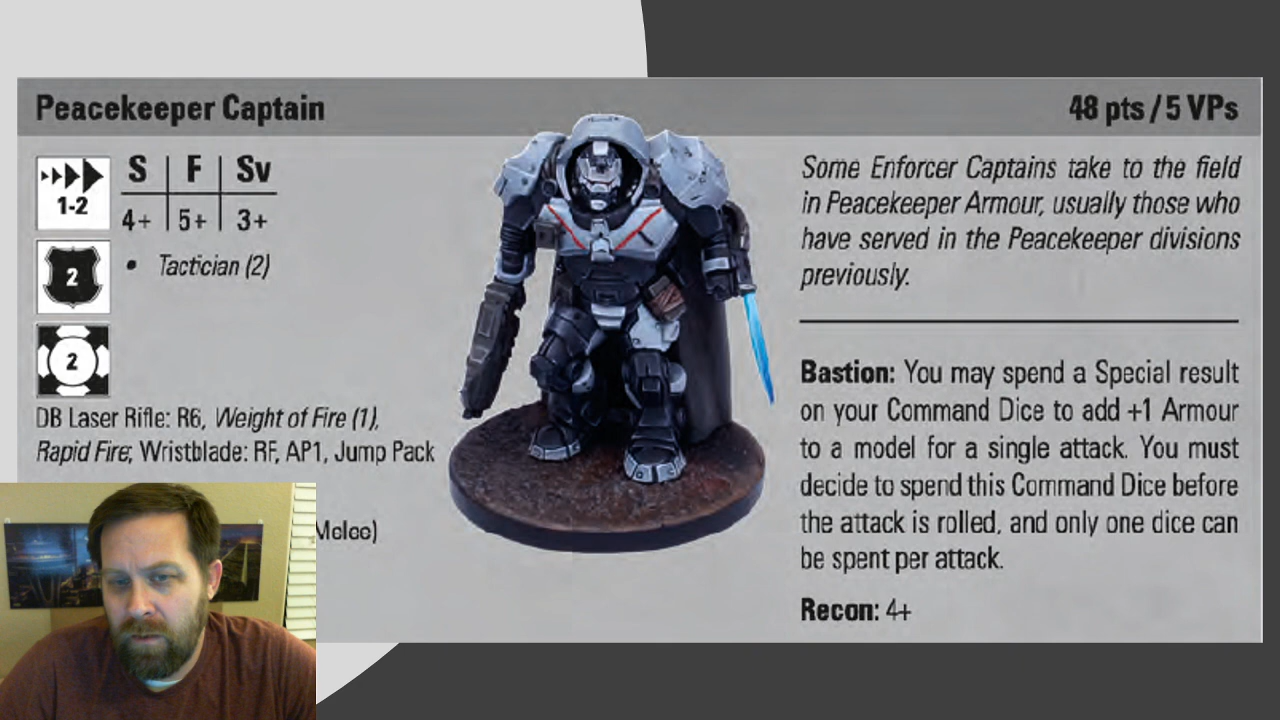 Peacekeeper Captain
48 pts / 5 VPs
1-2
S F Sv
4+ 5+ 3+
2
• Tactician (2)
2
DB Laser Rifle: R6, Weight of Fire (1),
Rapid Fire; Wristblade: RF, AP1, Jump Pack
Melee)
Some Enforcer Captains take to the field
in Peacekeeper Armour, usually those who
have served in the Peacekeeper divisions
previously.
Bastion: You may spend a Special result
on your Command Dice to add +1 Armour
to a model for a single attack. You must
decide to spend this Command Dice before
the attack is rolled, and only one dice can
be spent per attack.
Recon: 4+